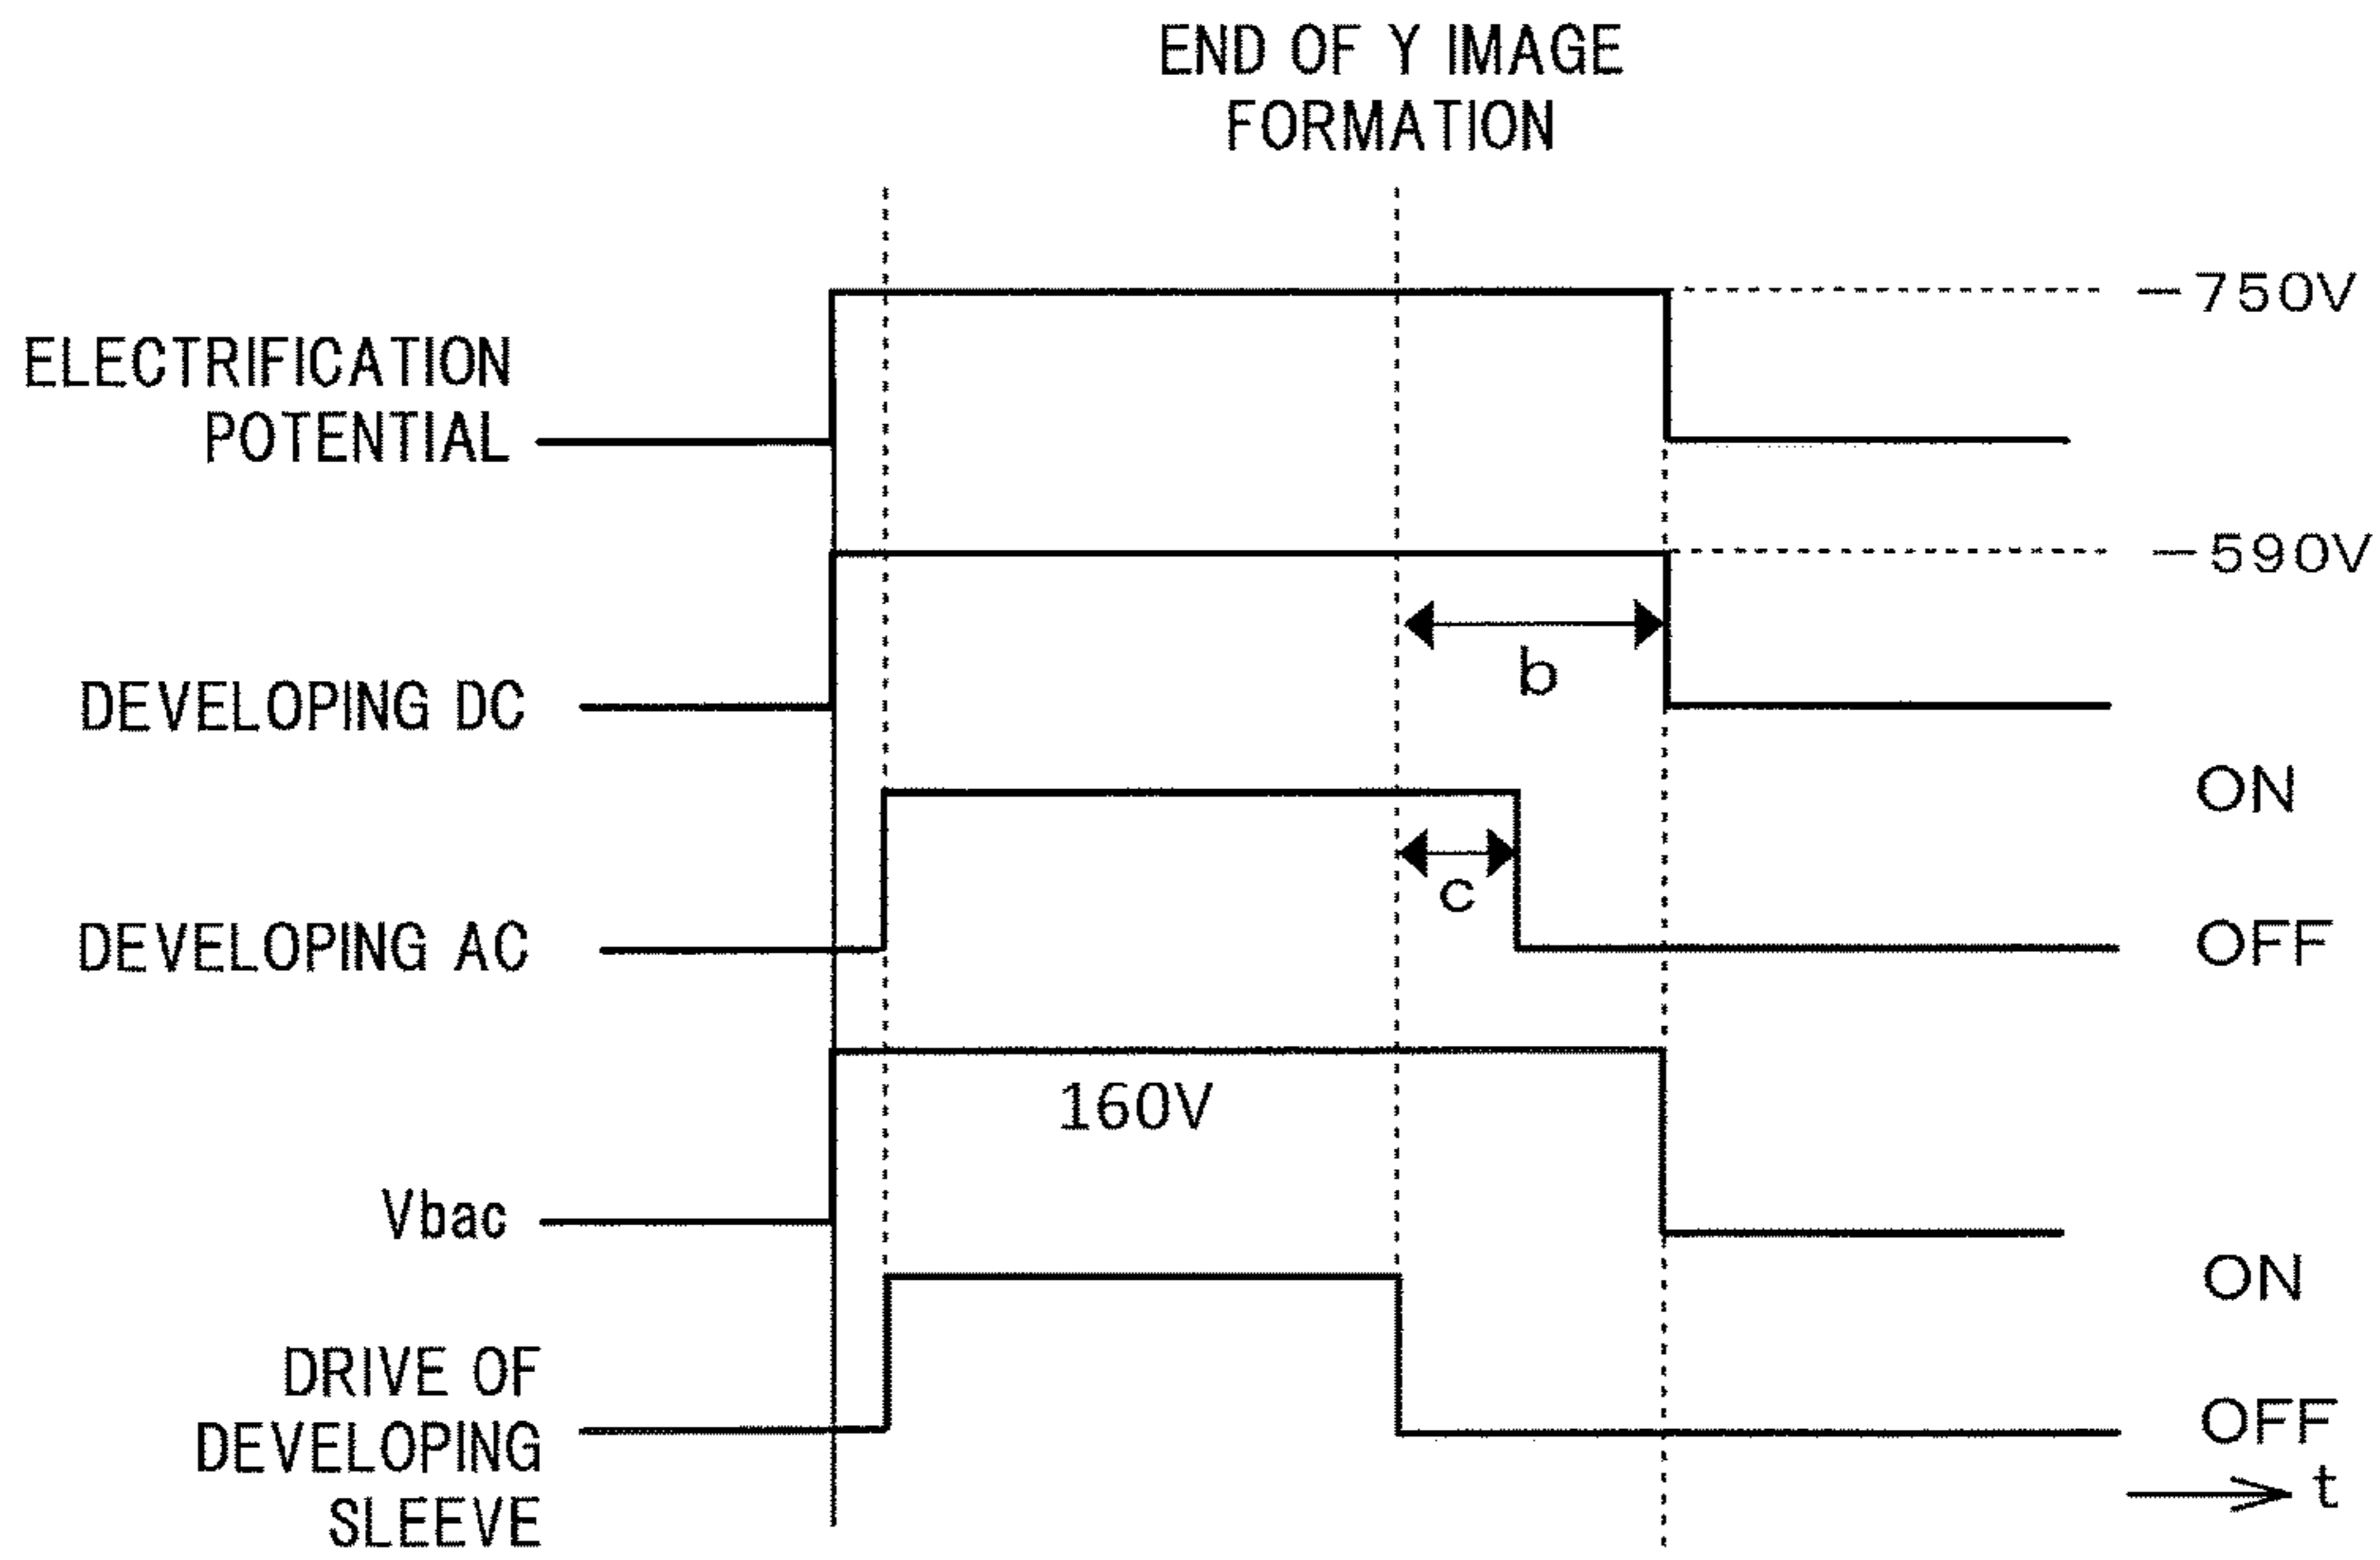 END OF Y IMAGE
FORMATION
—750V
ELECTRIFICATION
POTENTIAL
—590V
b
DEVELOPING DC
ON
c
DEVELOPING AC
OFF
160V
Vbac
ON
DRIVE OF
DEVELOPING
SLEEVE
OFF
t